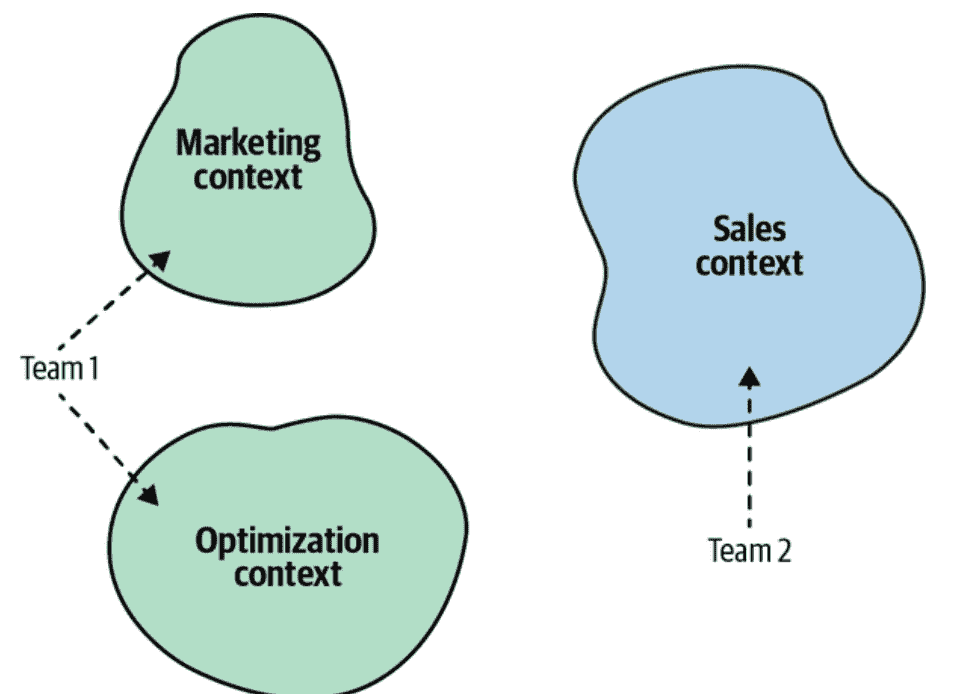 Marketing
context
Sales
context
Team 1
Optimization
context
Team 2